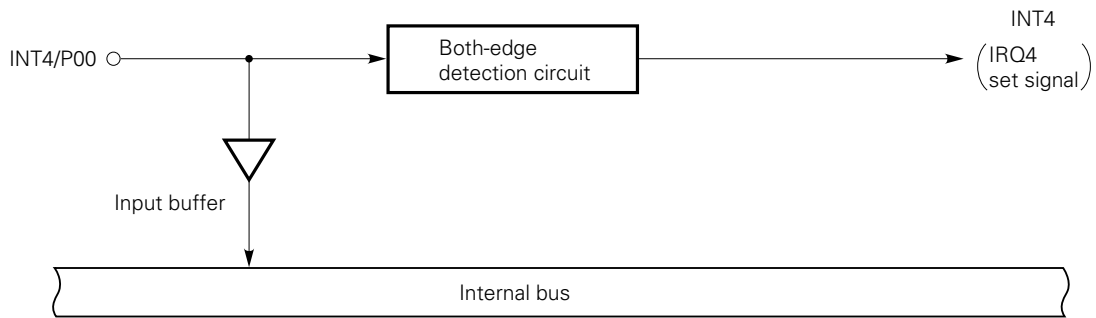 INT4
INT4/P00
Both-edge
detection circuit
IRQ4
set signal
Input buffer
Internal bus